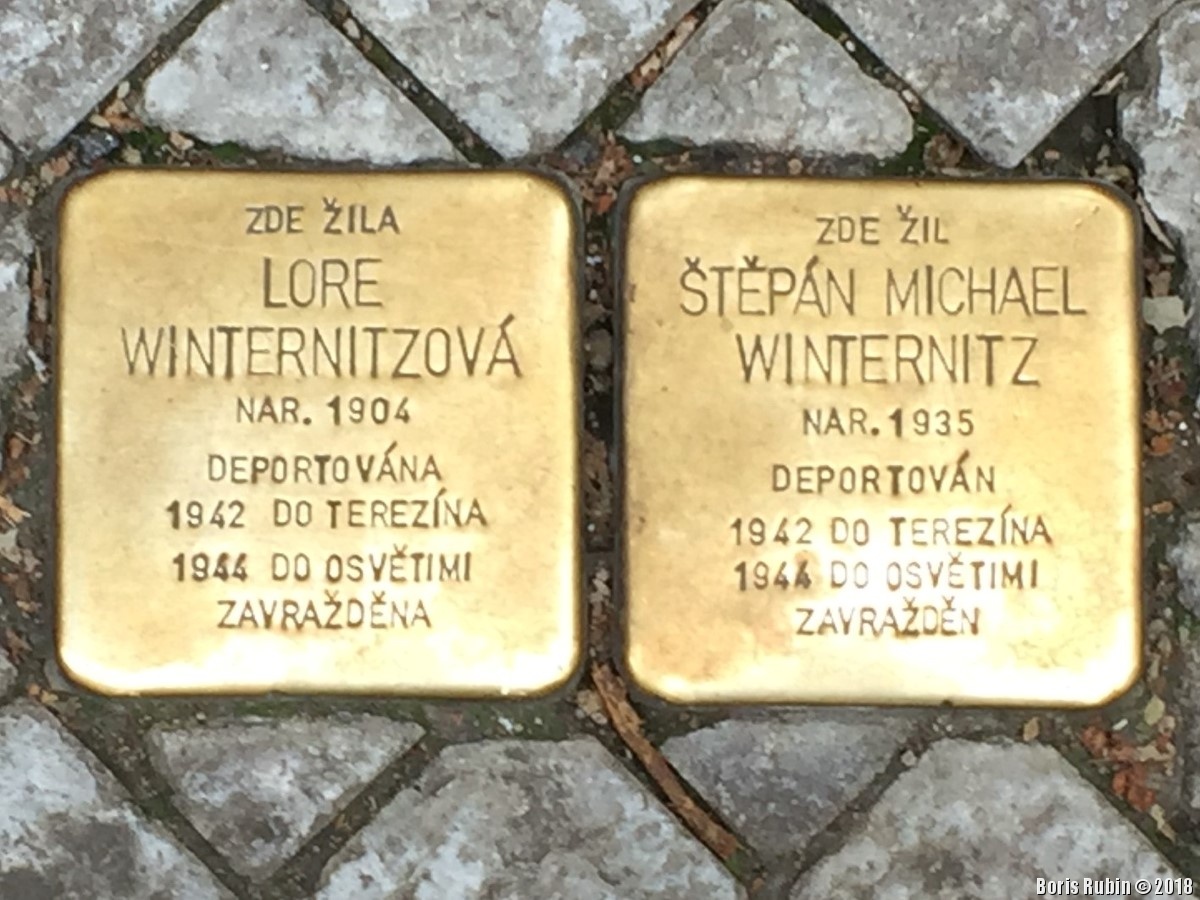 ZDE ŽILA
LORE
WINTERNITZOVÁ
NAR. 1904
DEPORTOVÁNA
1942 DO TEREZÍNA
1944 DO OSVĚTIMI
ZAVRAŽDĚNA
ZDE ŽIL
ŠTĚPÁN MICHAEL
WINTERNITZ
NAR. 1935
DEPORTOVÁN
1942 DO TEREZÍNA
1944 DO OSVĚTIMI
ZAVRAŽDĚN
Boris Rubin © 2018